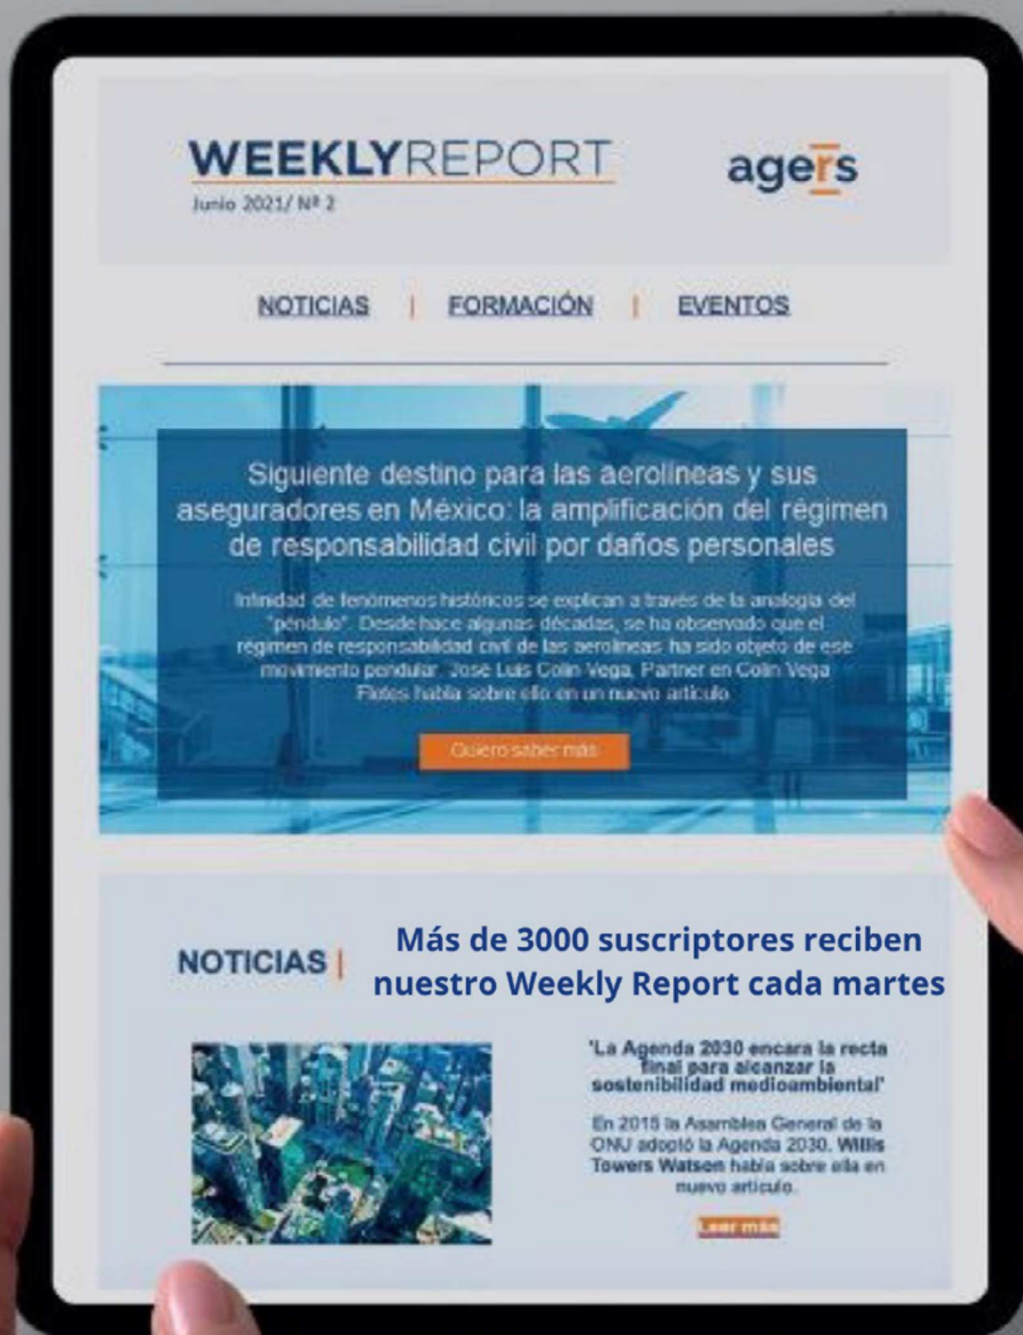 WEEKLYREPORT
agers
Junio 2021/ Nº 2
NOTICIAS | FORMACIÓN | EVENTOS
Siguiente destino para las aerolíneas y sus
aseguradores en México: la amplificación del régimen
de responsabilidad civil por daños personales
Infinidad de fenómenos históricos se explican a través de la analogía del
"péndulo". Desde hace algunas décadas, se ha observado que el
régimen de responsabilidad civil de las aerolíneas ha sido objeto de ese
movimiento pendular. José Luis Colin Vega, Partner en Colin Vega
Fletes habla sobre ello en un nuevo artículo.
Quiero saber más
NOTICIAS |
Más de 3000 suscriptores reciben
nuestro Weekly Report cada martes
'La Agenda 2030 encara la recta
final para alcanzar la
sostenibilidad medioambiental'
En 2015 la Asamblea General de la
ONU adoptó la Agenda 2030. Willis
Towers Watson habla sobre ella en
nuevo artículo.
Leer más